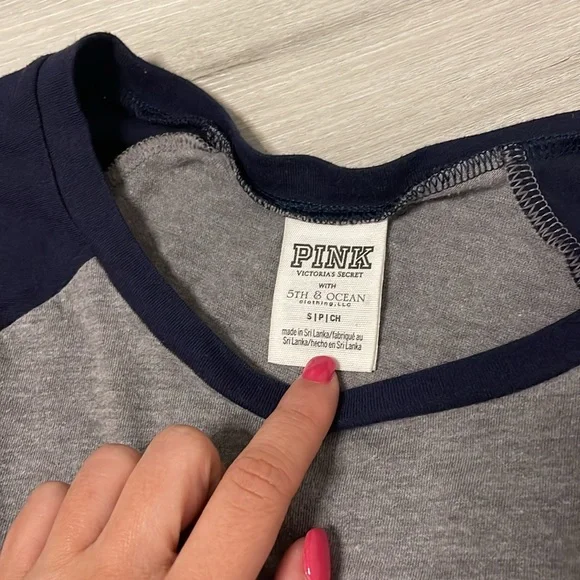 PINK
VICTORIA'S SECRET
WITH
5TH & OCEAN
clothing, LLC
S|P|CH
made in Sri Lanka/fabriqué au
Sri Lanka/hecho en Sri Lanka